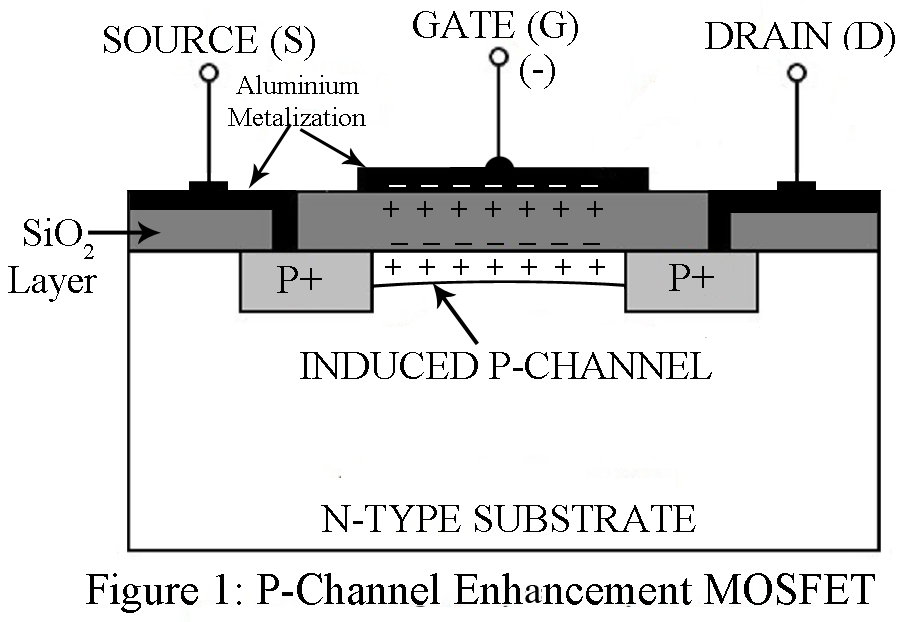 SOURCE (S)
GATE (G)
(-)
DRAIN (D)
Aluminium
Metalization
SiO₂
Layer
− − − − − − −
+ + + + + + +
− − − − − − −
+ + + + + + +
P+
P+
INDUCED P-CHANNEL
N-TYPE SUBSTRATE
Figure 1: P-Channel Enhancement MOSFET